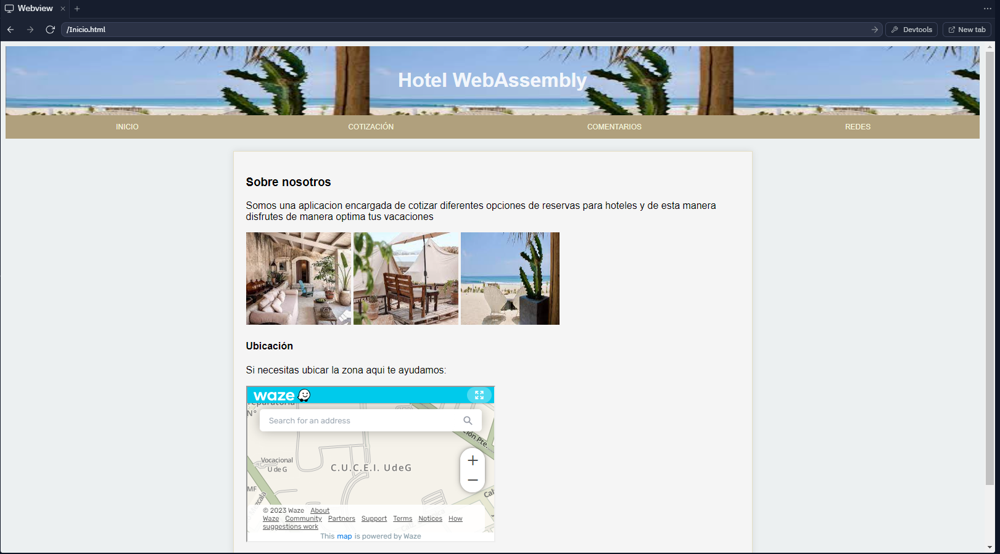 Webview
/Inicio.html
Devtools
New tab
Hotel WebAssembly
INICIO
COTIZACIÓN
COMENTARIOS
REDES
Sobre nosotros
Somos una aplicacion encargada de cotizar diferentes opciones de reservas para hoteles y de esta manera
disfrutes de manera optima tus vacaciones
Ubicación
Si necesitas ubicar la zona aqui te ayudamos:
waze
N°
Search for an address
ción Pte.
Vocacional
U de G
C.U.C.E.I. UdeG
MF
© 2023 Waze About
Waze Community Partners Support Terms Notices How
suggestions work
This map is powered by Waze